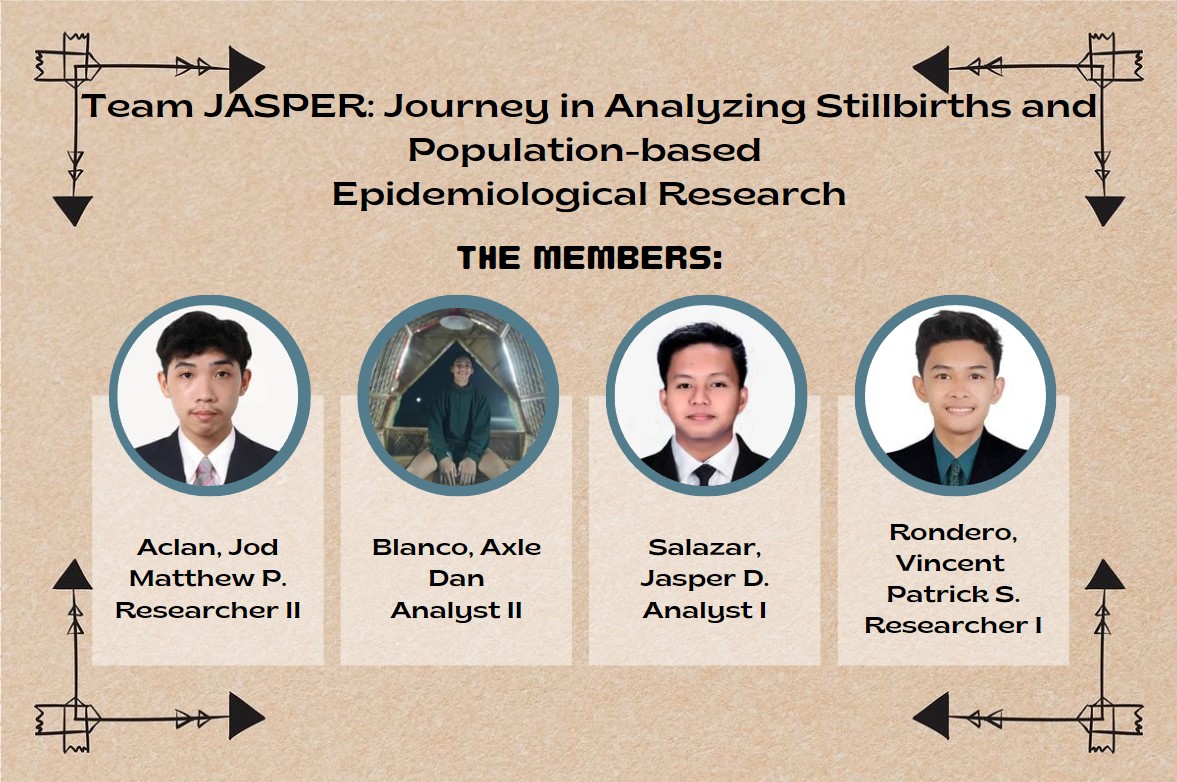 Team JASPER: Journey in Analyzing Stillbirths and
Population-based
Epidemiological Research
THE MEMBERS:
Aclan, Jod
Matthew P.
Researcher II
Blanco, Axle
Dan
Analyst II
Salazar,
Jasper D.
Analyst I
Rondero,
Vincent
Patrick S.
Researcher I